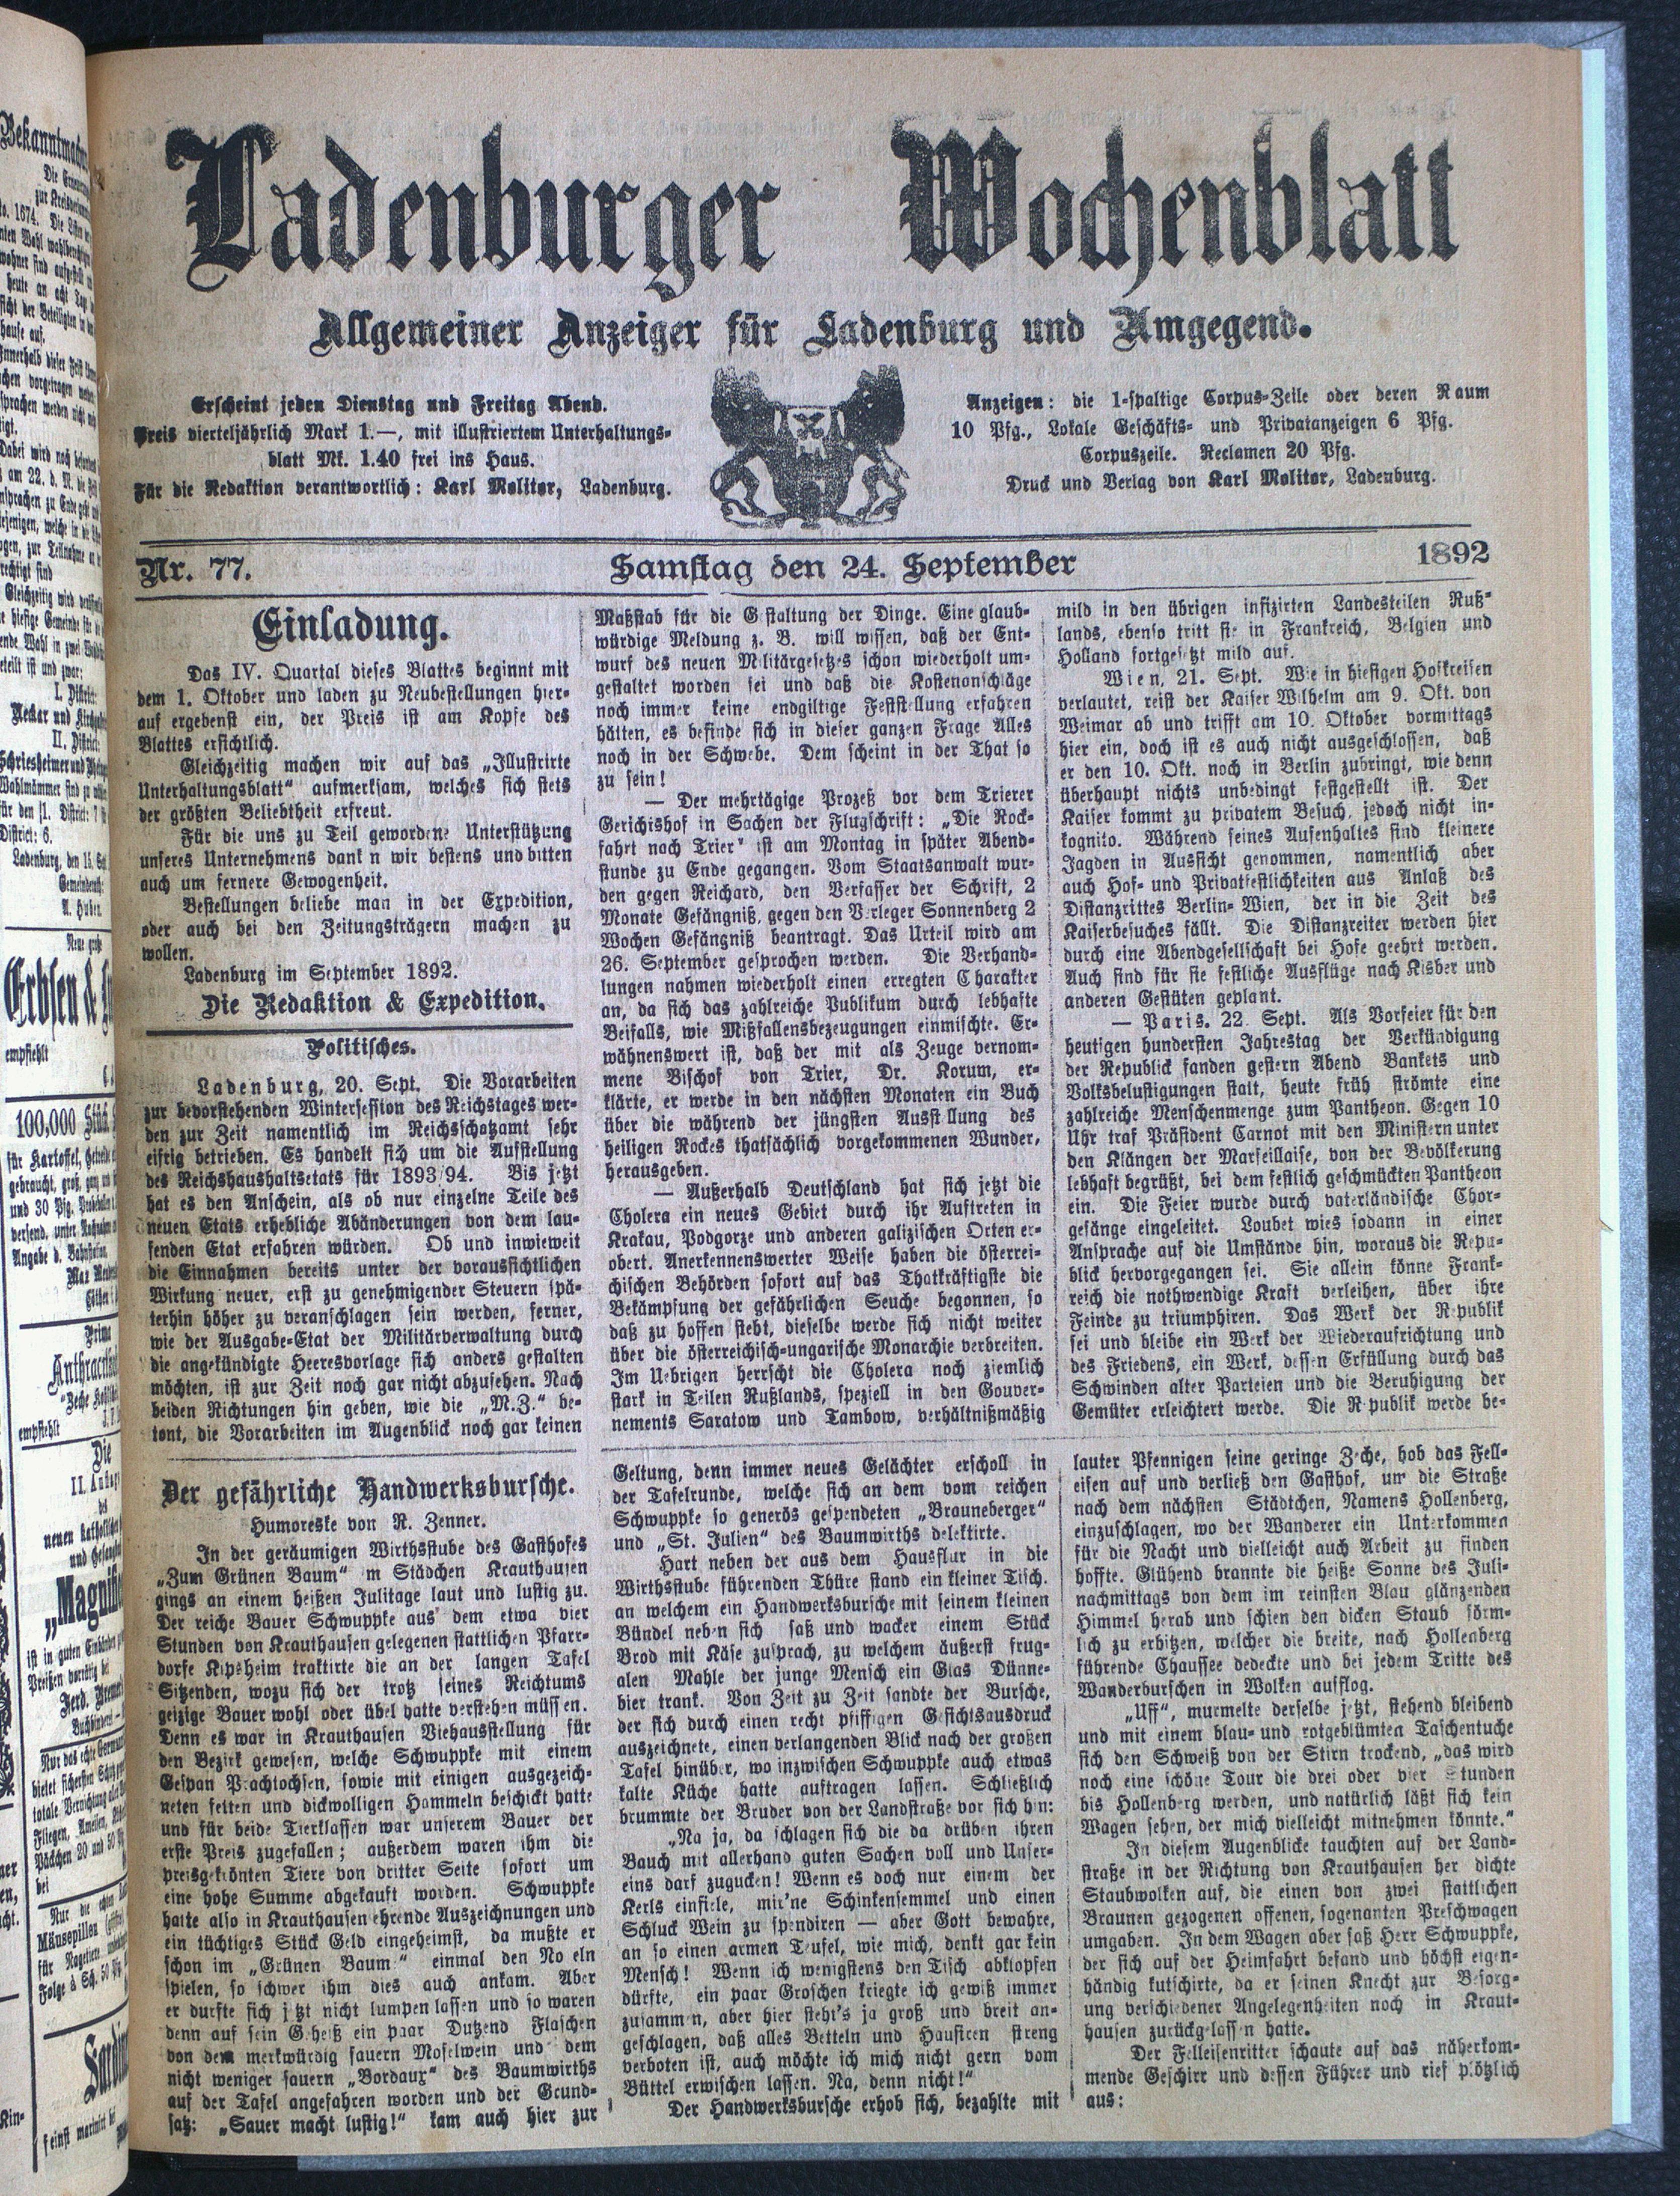 Ladenburger Wochenblatt
Allgemeiner Anzeiger für Ladenburg und Umgegend.
Erscheint jeden Dienstag und Freitag Abend.
Preis vierteljährlich Mark 1.—, mit illustriertem Unterhaltungs-
blatt Mk. 1.40 frei ins Haus.
Für die Redaktion verantwortlich: Karl Molitor, Ladenburg.
Anzeigen: die 1-spaltige Corpus-Zeile oder deren Raum
10 Pfg., Lokale Geschäfts- und Privatanzeigen 6 Pfg.
Corpuszeile. Reclamen 20 Pfg.
Druck und Verlag von Karl Molitor, Ladenburg.
Nr. 77.
Samstag den 24. September
1892
Einladung.
Das IV. Quartal dieses Blattes beginnt mit
dem 1. Oktober und laden zu Neubestellungen hier-
auf ergebenst ein, der Preis ist am Kopfe des
Blattes ersichtlich.
Gleichzeitig machen wir auf das „Illustrirte
Unterhaltungsblatt“ aufmerksam, welches sich stets
der größten Beliebtheit erfreut.
Für die uns zu Teil gewordene Unterstützung
unseres Unternehmens dank n wir bestens und bitten
auch um fernere Gewogenheit.
Bestellungen beliebe man in der Expedition,
oder auch bei den Zeitungsträgern machen zu
wollen.
Ladenburg im September 1892.
Die Redaktion & Expedition.
Politisches.
Ladenburg, 20. Sept. Die Vorarbeiten
zur bevorstehenden Wintersession des Reichstages wer-
den zur Zeit namentlich im Reichsschatzamt sehr
eifrig betrieben. Es handelt sich um die Aufstellung
des Reichshaushaltsetats für 1893/94. Bis jetzt
hat es den Anschein, als ob nur einzelne Teile des
neuen Etats erhebliche Abänderungen von dem lau-
fenden Etat erfahren würden. Ob und inwieweit
die Einnahmen bereits unter der voraussichtlichen
Wirkung neuer, erst zu genehmigender Steuern spä-
terhin höher zu veranschlagen sein werden, ferner,
wie der Ausgabe-Etat der Militärverwaltung durch
die angekündigte Heeresvorlage sich anders gestalten
möchten, ist zur Zeit noch gar nicht abzusehen. Nach
beiden Richtungen hin geben, wie die „M.Z.“ be-
tont, die Vorarbeiten im Augenblick noch gar keinen
Maßstab für die G staltung der Dinge. Eine glaub-
würdige Meldung z. B. will wissen, daß der Ent-
wurf des neuen Militärgesetzes schon wiederholt um-
gestaltet worden sei und daß die Kostenanschläge
noch immer keine endgiltige Feststellung erfahren
hätten, es befinde sich in dieser ganzen Frage Alles
noch in der Schwebe. Dem scheint in der That so
zu sein!
— Der mehrtägige Prozeß vor dem Trierer
Gerichtshof in Sachen der Flugschrift: „Die Rock-
fahrt nach Trier“ ist am Montag in später Abend-
stunde zu Ende gegangen. Vom Staatsanwalt wur-
den gegen Reichard, den Verfasser der Schrift, 2
Monate Gefängniß, gegen den Verleger Sonnenberg 2
Wochen Gefängniß beantragt. Das Urteil wird am
26. September gesprochen werden. Die Verhand-
lungen nahmen wiederholt einen erregten Charakter
an, da sich das zahlreiche Publikum durch lebhafte
Beifalls, wie Mißfallensbezeugungen einmischte. Er-
wähnenswert ist, daß der mit als Zeuge vernom-
mene Bischof von Trier, Dr. Korum, er-
klärte, er werde in den nächsten Monaten ein Buch
über die während der jüngsten Ausst llung des
heiligen Rockes thatsächlich vorgekommenen Wunder,
herausgeben.
— Außerhalb Deutschland hat sich jetzt die
Cholera ein neues Gebiet durch ihr Auftreten in
Krakau, Podgorze und anderen galizischen Orten er-
obert. Anerkennenswerter Weise haben die österrei-
chischen Behörden sofort auf das Thatkräftigste die
Bekämpfung der gefährlichen Seuche begonnen, so
daß zu hoffen steht, dieselbe werde sich nicht weiter
über die österreichisch-ungarische Monarchie verbreiten.
Im Uebrigen herrscht die Cholera noch ziemlich
stark in Teilen Rußlands, speziell in den Gouver-
nements Saratow und Tambow, verhältnißmäßig
mild in den übrigen infizirten Landesteilen Ruß-
lands, ebenso tritt sie in Frankreich, Belgien und
Holland fortgesetzt mild auf.
Wien, 21. Sept. Wie in hiesigen Hofkreisen
verlautet, reist der Kaiser Wilhelm am 9. Okt. von
Weimar ab und trifft am 10. Oktober vormittags
hier ein, doch ist es auch nicht ausgeschlossen, daß
er den 10. Okt. noch in Berlin zubringt, wie denn
überhaupt nichts unbedingt festgestellt ist. Der
Kaiser kommt zu privatem Besuch, jedoch nicht in-
kognito. Während seines Aufenhaltes sind kleinere
Jagden in Aussicht genommen, namentlich aber
auch Hof- und Privatfestlichkeiten aus Anlaß des
Distanzrittes Berlin-Wien, der in die Zeit des
Kaiserbesuches fällt. Die Distanzreiter werden hier
durch eine Abendgesellschaft bei Hofe geehrt werden.
Auch sind für sie festliche Ausflüge nach Kisber und
anderen Gestüten geplant.
— Paris. 22. Sept. Als Vorfeier für den
heutigen hundertsten Jahrestag der Verkündigung
der Republick fanden gestern Abend Bankets und
Volksbelustigungen statt, heute früh strömte eine
zahlreiche Menschenmenge zum Pantheon. Gegen 10
Uhr traf Präsident Carnot mit den Ministern unter
den Klängen der Marseillaise, von der Bevölkerung
lebhaft begrüßt, bei dem festlich geschmückten Pantheon
ein. Die Feier wurde durch vaterländische Chor-
gesänge eingeleitet. Loubet wies sodann in einer
Ansprache auf die Umstände hin, woraus die Repu-
blick hervorgegangen sei. Sie allein könne Frank-
reich die nothwendige Kraft verleihen, über ihre
Feinde zu triumphiren. Das Werk der Republik
sei und bleibe ein Werk der Wiederaufrichtung und
des Friedens, ein Werk, dessen Erfüllung durch das
Schwinden alter Parteien und die Beruhigung der
Gemüter erleichtert werde. Die R publik werde be-
Der gefährliche Handwerksbursche.
Humoreske von R. Zenner.
In der geräumigen Wirthsstube des Gasthofes
„Zum Grünen Baum“ m Städchen Krauthausen
gings an einem heißen Julitage laut und lustig zu.
Der reiche Bauer Schwuppke aus dem etwa vier
Stunden von Krauthausen gelegenen stattlichen Pfarr-
dorfe Kipsheim traktirte die an der langen Tafel
Sitzenden, wozu sich der trotz seines Reichtums
geizige Bauer wohl oder übel hatte verstehen müssen.
Denn es war in Krauthausen Viehausstellung für
den Bezirk gewesen, welche Schwuppke mit einem
Gespan Prachtochsen, sowie mit einigen ausgezeich-
neten fetten und dickwolligen Hammeln beschickt hatte
und für beide Tierklassen war unserem Bauer der
erste Preis zugefallen; außerdem waren ihm die
preisgekrönten Tiere von dritter Seite sofort um
eine hohe Summe abgekauft worden. Schwuppke
hatte also in Krauthausen ehrende Auszeichnungen und
ein tüchtiges Stück Geld eingeheimst, da mußte er
schon im „Grünen Baum“ einmal den No eln
spielen, so schwer ihm dies auch ankam. Aber
er durfte sich j tzt nicht lumpen lassen und so waren
denn auf sein Geheiß ein paar Dutzend Flaschen
von dem merkwürdig sauern Moselwein und dem
nicht weniger sauern „Bordaux“ des Baumwirths
auf der Tafel angefahren worden und der Grund-
satz: „Sauer macht lustig!“ kam auch hier zur
Geltung, denn immer neues Gelächter erscholl in
der Tafelrunde, welche sich an dem vom reichen
Schwuppke so generös gespendeten „Brauneberger“
und „St. Julien“ des Baumwirths delektirte.
Hart neben der aus dem Hausflur in die
Wirthsstube führenden Thüre stand ein kleiner Tisch.
an welchem ein Handwerksbursche mit seinem kleinen
Bündel neb n sich saß und wacker einem Stück
Brod mit Käse zusprach, zu welchem äußerst frug-
alen Mahle der junge Mensch ein Glas Dünne-
bier trank. Von Zeit zu Zeit sandte der Bursche,
der sich durch einen recht pfiffigen Gesichtsausdruck
auszeichnete, einen verlangenden Blick nach der großen
Tafel hinüber, wo inzwischen Schwuppke auch etwas
kalte Küche hatte auftragen lassen. Schließlich
brummte der Bruder von der Landstraße vor sich hin:
„Na ja, da schlagen sich die da drüben ihren
Bauch mit allerhand guten Sachen voll und Unser-
eins darf zugucken! Wenn es doch nur einem der
Kerls einfiele, mir'ne Schinkensemmel und einen
Schluck Wein zu spendiren — aber Gott bewahre,
an so einen armen Teufel, wie mich, denkt gar kein
Mensch! Wenn ich wenigstens den Tisch abklopfen
dürfte, ein paar Groschen kriegte ich gewiß immer
zusammen, aber hier steht's ja groß und breit an-
geschlagen, daß alles Betteln und Hausiren streng
verboten ist, auch möchte ich mich nicht gern vom
Büttel erwischen lassen. Na, denn nicht!“
Der Handwerksbursche erhob sich, bezahlte mit
lauter Pfennigen seine geringe Zeche, hob das Fell-
eisen auf und verließ den Gasthof, um die Straße
nach dem nächsten Städtchen, Namens Hollenberg,
einzuschlagen, wo der Wanderer ein Unterkommen
für die Nacht und vielleicht auch Arbeit zu finden
hoffte. Glühend brannte die heiße Sonne des Juli-
nachmittags von dem im reinsten Blau glänzenden
Himmel herab und schien den dicken Staub förm-
lich zu erhitzen, welcher die breite, nach Hollenberg
führende Chaussee bedeckte und bei jedem Tritte des
Wanderburschen in Wolken aufflog.
„Uff“, murmelte derselbe jetzt, stehend bleibend
und mit einem blau- und rotgeblümten Taschentuche
sich den Schweiß von der Stirn trockend, „das wird
noch eine schöne Tour die drei oder vier Stunden
bis Hollenberg werden, und natürlich läßt sich kein
Wagen sehen, der mich vielleicht mitnehmen könnte.“
In diesem Augenblicke tauchten auf der Land-
straße in der Richtung von Krauthausen her dichte
Staubwolken auf, die einen von zwei stattlichen
Braunen gezogenen offenen, sogenanten Preschwagen
umgaben. In dem Wagen aber saß Herr Schwuppke,
der sich auf der Heimfahrt befand und höchst eigen-
händig kutschirte, da er seinen Knecht zur Besorg-
ung verschiedener Angelegenheiten noch in Kraut-
hausen zurückgelassen hatte.
Der Felleisenritter schaute auf das näherkom-
mende Geschirr und dessen Führer und rief plötzlich
aus: